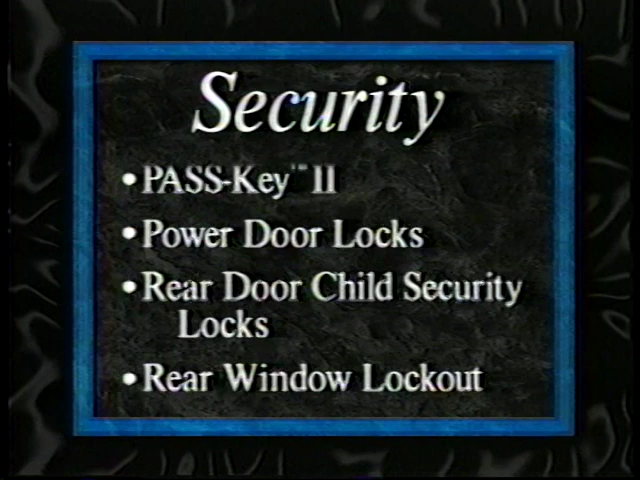 Security
•PASS-Key™ II
•Power Door Locks
•Rear Door Child Security
Locks
•Rear Window Lockout